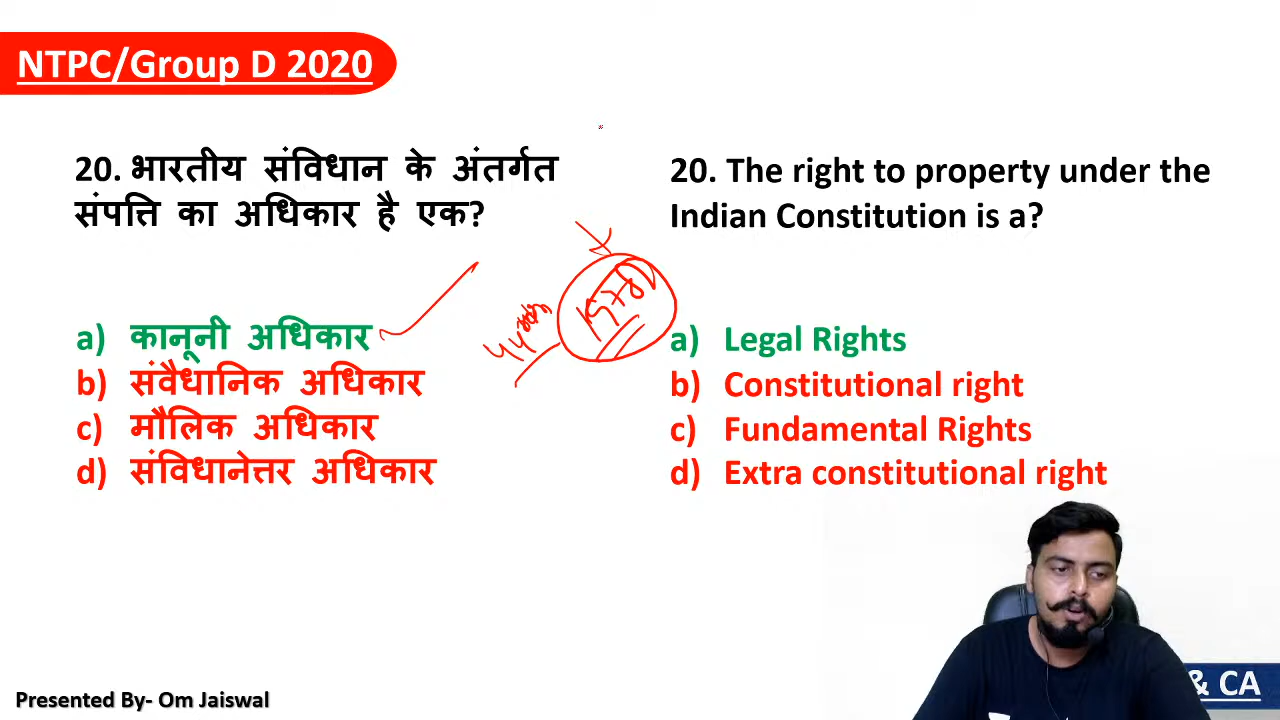 NTPC/Group D 2020
20. भारतीय संविधान के अंतर्गत
संपत्ति का अधिकार है एक?
a) कानूनी अधिकार
b) संवैधानिक अधिकार
c) मौलिक अधिकार
d) संविधानेत्तर अधिकार
1978
44
20. The right to property under the
Indian Constitution is a?
a) Legal Rights
b) Constitutional right
c) Fundamental Rights
d) Extra constitutional right
& CA
Presented By- Om Jaiswal